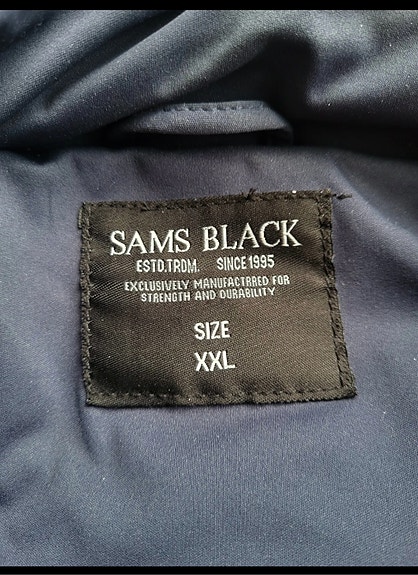 SAMS BLACK
ESTD.TRDM. SINCE 1995
EXCLUSIVELY MANUFACTRRED FOR
STRENGTH AND DURABILITY
SIZE
XXL